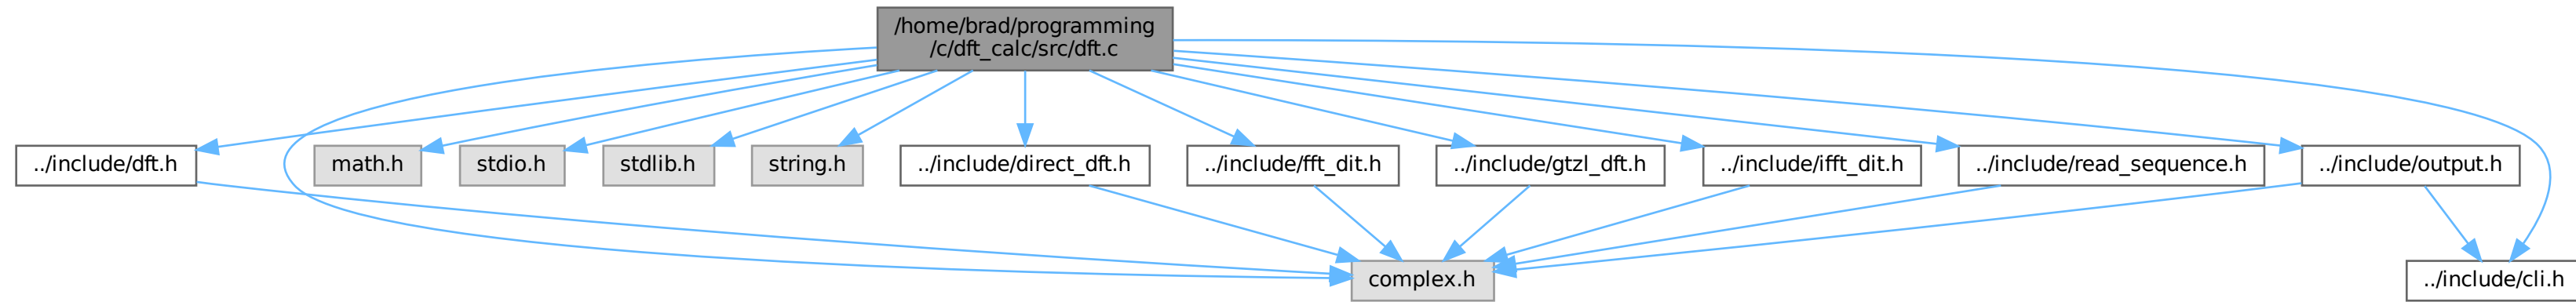 /home/brad/programming
/c/dft_calc/src/dft.c
../include/dft.h
math.h
stdio.h
stdlib.h
string.h
../include/direct_dft.h
../include/fft_dit.h
../include/gtzl_dft.h
../include/ifft_dit.h
../include/read_sequence.h
../include/output.h
complex.h
../include/cli.h